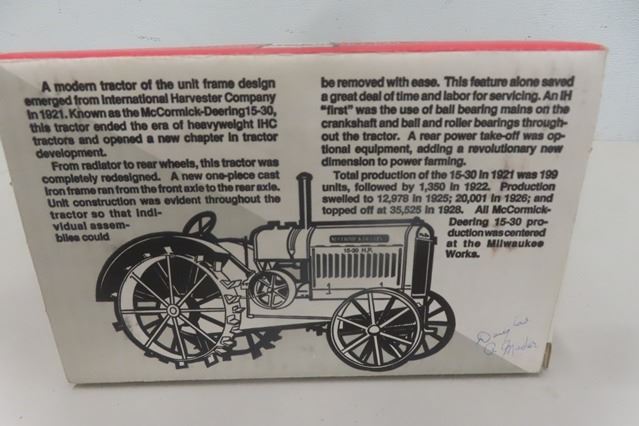 A modern tractor of the unit frame design
emerged from International Harvester Company
in 1921. Known as the McCormick-Deering 15-30,
this tractor ended the era of heavyweight IHC
tractors and opened a new chapter in tractor
development.
From radiator to rear wheels, this tractor was
completely redesigned. A new one-piece cast
iron frame ran from the front axle to the rear axle.
Unit construction was evident throughout the
tractor so that indi-
vidual assem-
blies could
be removed with ease. This feature alone saved
a great deal of time and labor for servicing. An IH
"first" was the use of ball bearing mains on the
crankshaft and ball and roller bearings through-
out the tractor. A rear power take-off was op-
tional equipment, adding a revolutionary new
dimension to power farming.
Total production of the 15-30 in 1921 was 199
units, followed by 1,350 in 1922. Production
swelled to 12,978 in 1925; 20,001 in 1926; and
topped off at 35,525 in 1928. All McCormick-
Deering 15-30 pro-
duction was centered
at the Milwaukee
Works.
McCORMICK-DEERING
15-30 H.P.